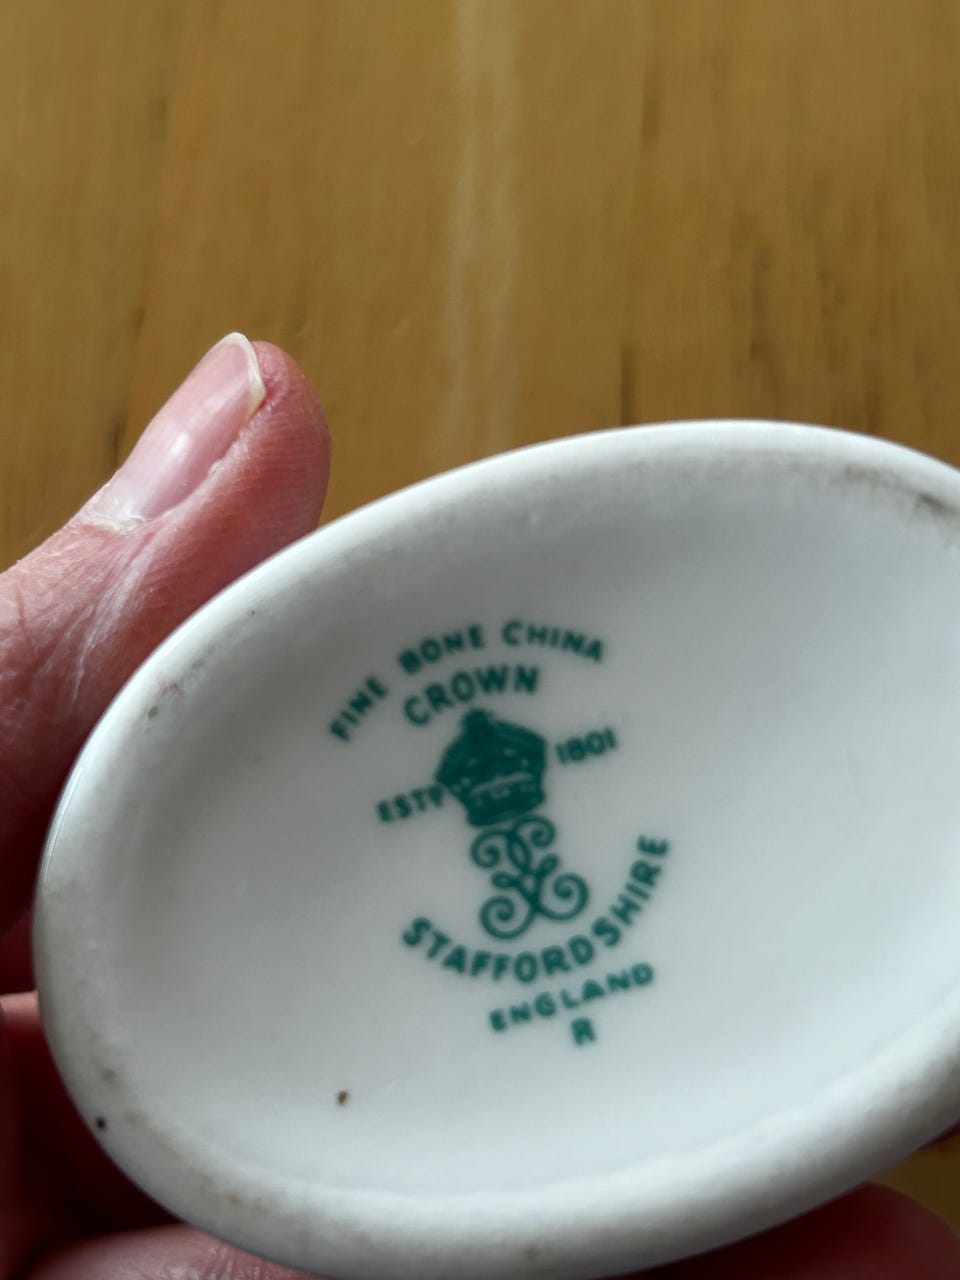 FINE BONE CHINA
CROWN
ESTD 1801
STAFFORDSHIRE
ENGLAND
R